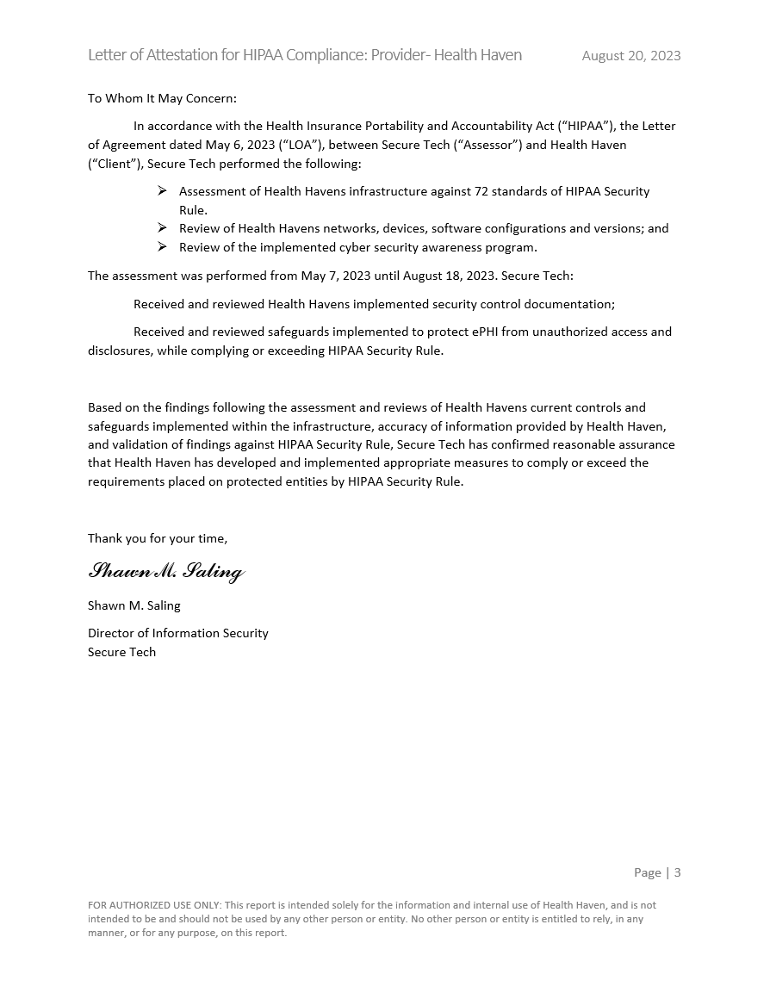 Letter of Attestation for HIPAA Compliance: Provider- Health Haven August 20, 2023
To Whom It May Concern:
In accordance with the Health Insurance Portability and Accountability Act (“HIPAA”), the Letter
of Agreement dated May 6, 2023 (“LOA”), between Secure Tech (“Assessor”) and Health Haven
(“Client”), Secure Tech performed the following:
➢ Assessment of Health Havens infrastructure against 72 standards of HIPAA Security
Rule.
➢ Review of Health Havens networks, devices, software configurations and versions; and
➢ Review of the implemented cyber security awareness program.
The assessment was performed from May 7, 2023 until August 18, 2023. Secure Tech:
Received and reviewed Health Havens implemented security control documentation;
Received and reviewed safeguards implemented to protect ePHI from unauthorized access and
disclosures, while complying or exceeding HIPAA Security Rule.
Based on the findings following the assessment and reviews of Health Havens current controls and
safeguards implemented within the infrastructure, accuracy of information provided by Health Haven,
and validation of findings against HIPAA Security Rule, Secure Tech has confirmed reasonable assurance
that Health Haven has developed and implemented appropriate measures to comply or exceed the
requirements placed on protected entities by HIPAA Security Rule.
Thank you for your time,
Shawn M. Saling
Shawn M. Saling
Director of Information Security
Secure Tech
Page | 3
FOR AUTHORIZED USE ONLY: This report is intended solely for the information and internal use of Health Haven, and is not
intended to be and should not be used by any other person or entity. No other person or entity is entitled to rely, in any
manner, or for any purpose, on this report.